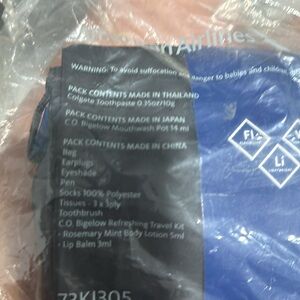 Airlines
WARNING: To avoid suffocation and danger to babies and children
PACK CONTENTS MADE IN THAILAND
Colgate Toothpaste 0.35oz/10g
PACK CONTENTS MADE IN JAPAN
C.O. Bigelow Mouthwash Pot 14 ml
PACK CONTENTS MADE IN CHINA
Bag
Earplugs
Eyeshade
Pen
Socks 100% Polyester
Tissues - 3 x 3ply
Toothbrush
C.O. Bigelow Refreshing Travel Kit
- Rosemary Mint Body Lotion 5ml
- Lip Balm 3ml
Li